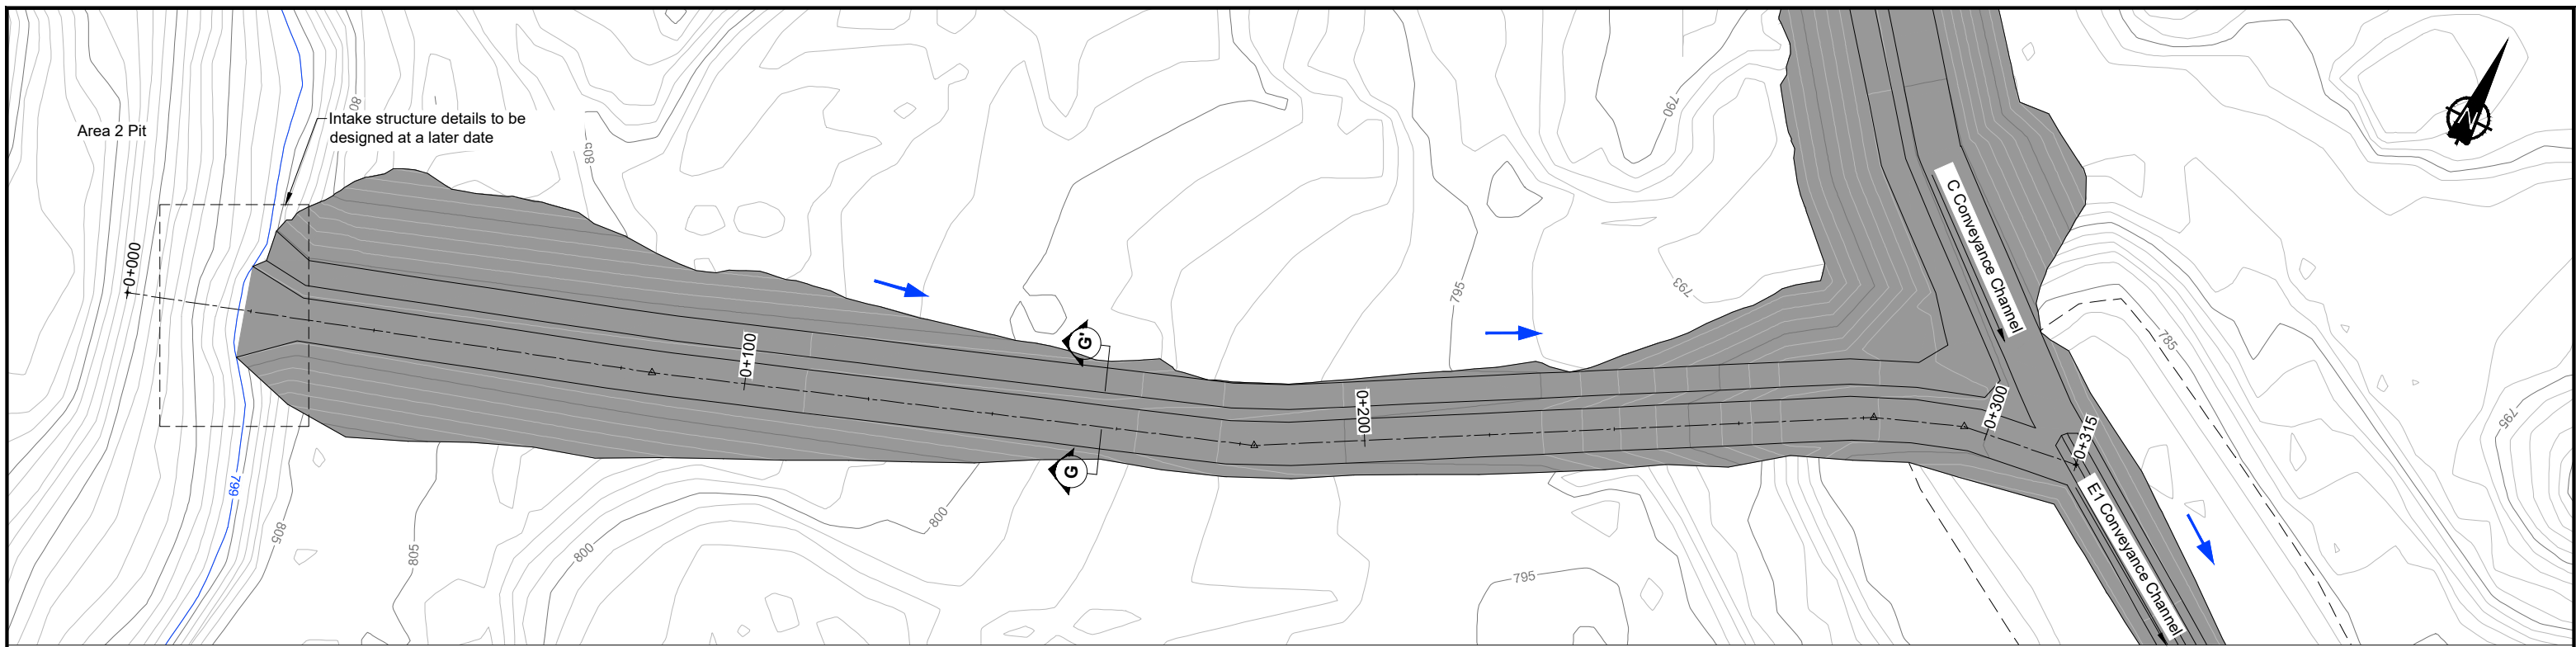 80
Area 2 Pit
Intake structure details to be
designed at a later date
805
790
N
C Conveyance Channel
0+000
793
795
785
G'
0+100
0+200
0+300
0+315
G
795
799
805
805
800
800
795
E1 Conveyance Channel